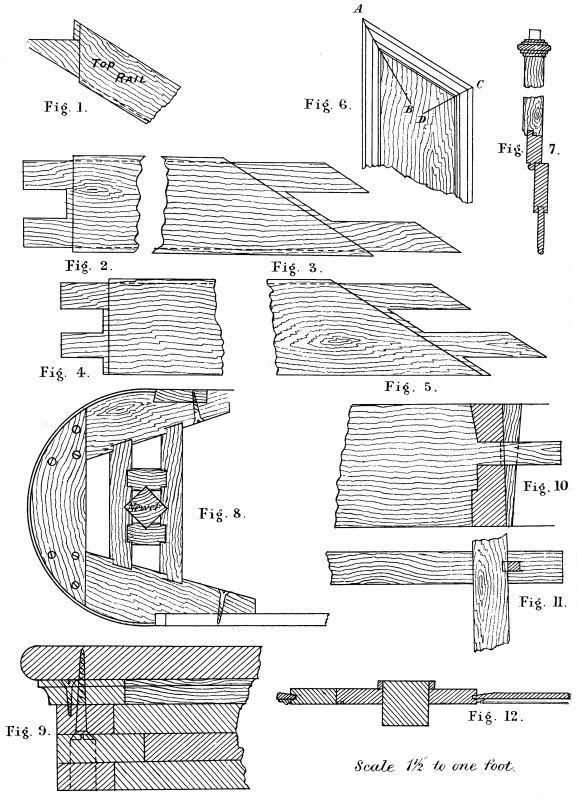 A
Top
RAIL
Fig. 1.
Fig. 6.
B
D.
C
Fig. 7.
Fig. 2.
Fig. 3.
Fig. 4.
Fig. 5.
Newel
Fig. 8.
Fig. 10.
Fig. 11.
Fig. 9.
Fig. 12.
Scale 1½" to one foot.